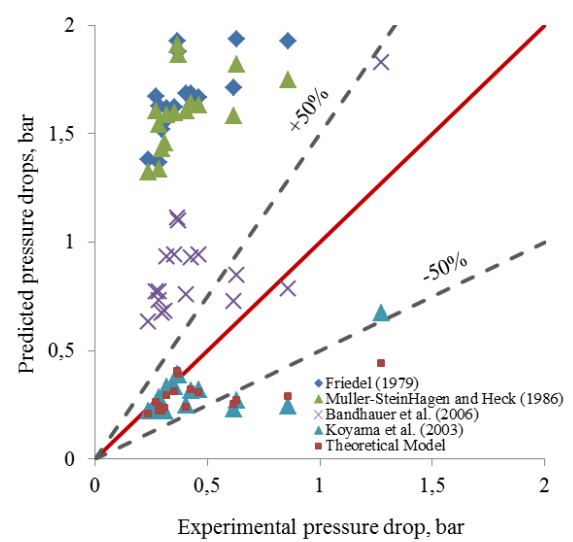 2
1,5
1
0,5
0
Predicted pressure drops, bar
+50%
-50%
Friedel (1979)
Muller-SteinHagen and Heck (1986)
Bandhauer et al. (2006)
Koyama et al. (2003)
Theoretical Model
0 0,5 1 1,5 2
Experimental pressure drop, bar